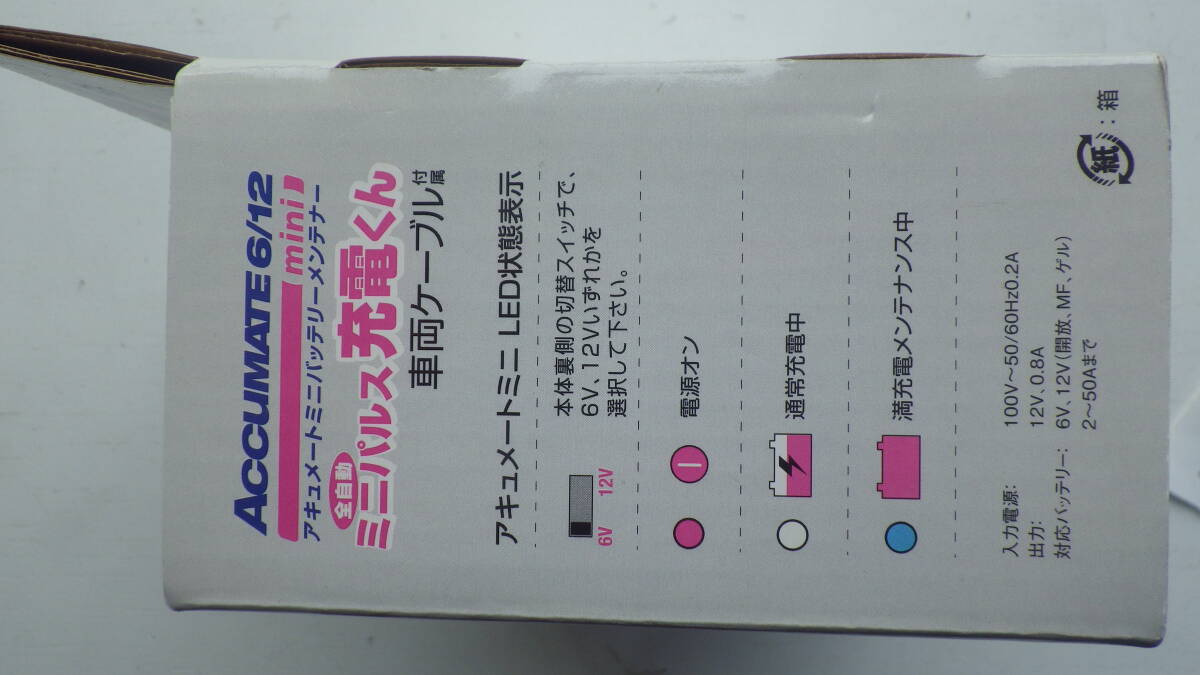 ACCUMATE 6/12
mini
アキュメートミニバッテリーメンテナー
全自動
ミニパルス充電くん
車両ケーブル付属
アキュメートミニ LED状態表示
6V 12V
本体裏側の切替スイッチで、
6V、12Vいずれかを
選択して下さい。
電源オン
通常充電中
満充電メンテナンス中
入力電源: 100V～50/60Hz0.2A
出力: 12V、0.8A
対応バッテリー: 6V、12V（開放、MF、ゲル）
2～50Aまで
紙：箱